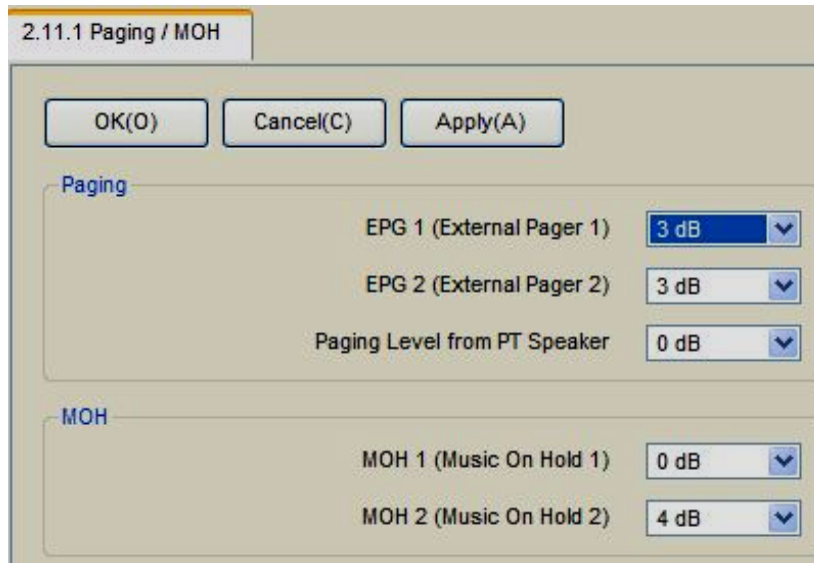 2.11.1 Paging / MOH
OK(O) Cancel(C) Apply(A)
Paging
EPG 1 (External Pager 1) 3 dB
EPG 2 (External Pager 2) 3 dB
Paging Level from PT Speaker 0 dB
MOH
MOH 1 (Music On Hold 1) 0 dB
MOH 2 (Music On Hold 2) 4 dB